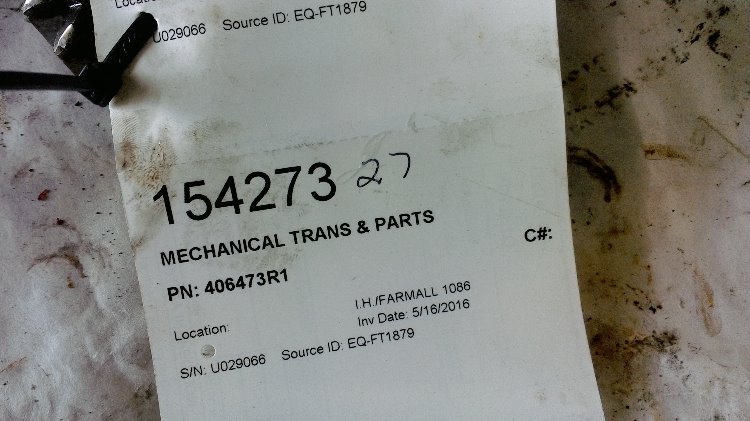 Location:
U029066 Source ID: EQ-FT1879
154273 27
MECHANICAL TRANS & PARTS
C#:
PN: 406473R1
I.H./FARMALL 1086
Location:
Inv Date: 5/16/2016
S/N: U029066 Source ID: EQ-FT1879